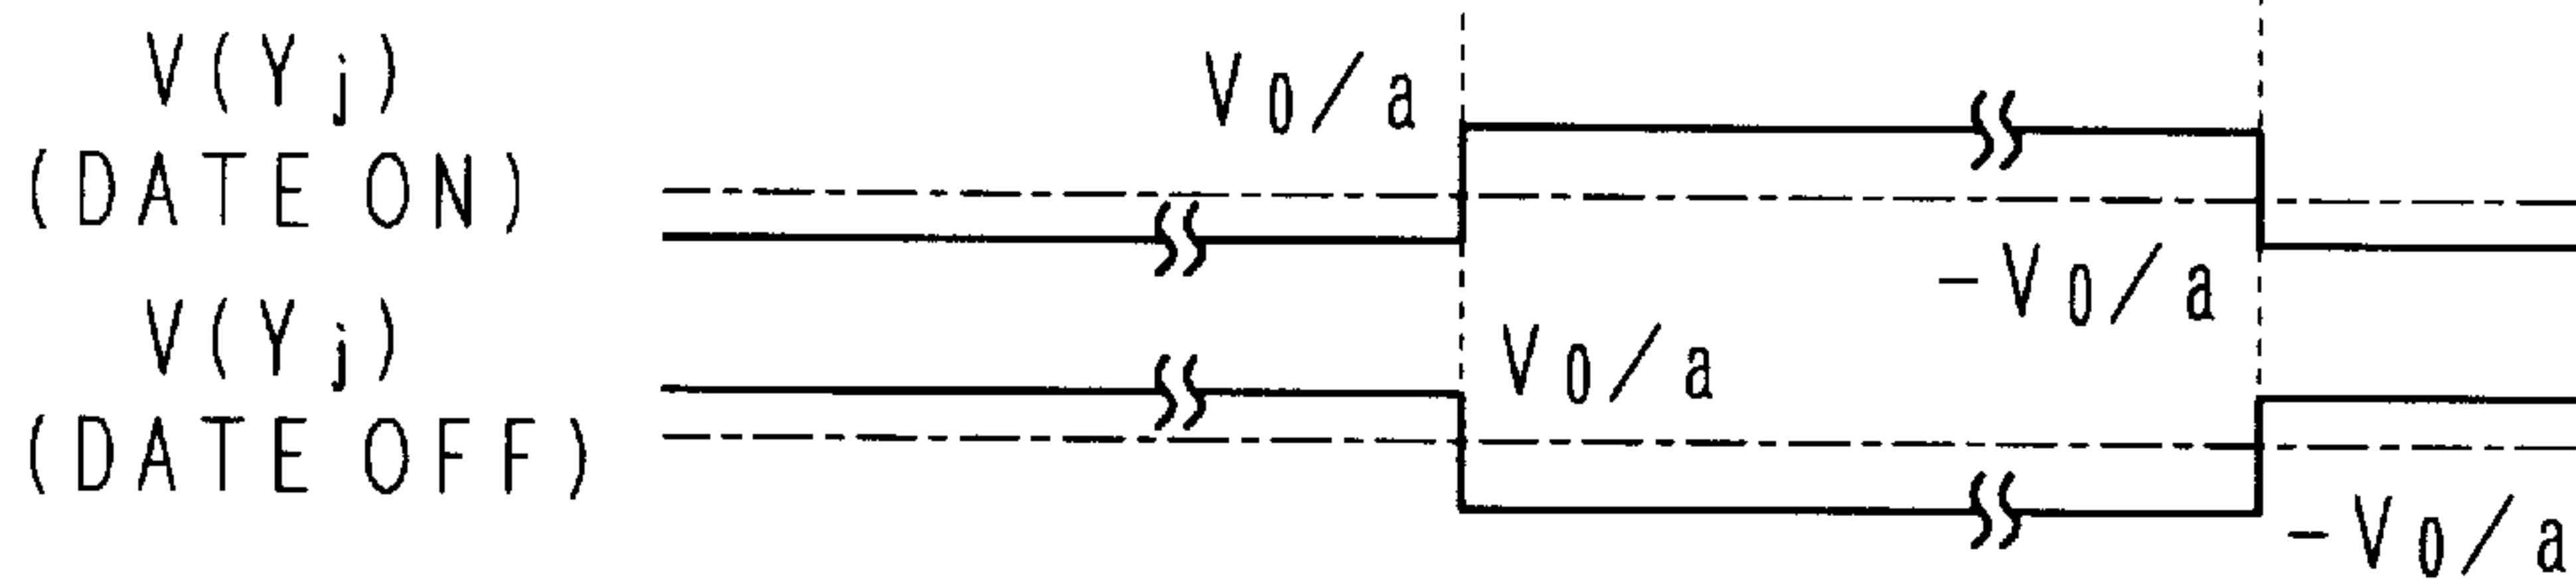 V(Yj)
(DATE ON)
V0/a
-V0/a
V(Yj)
(DATE OFF)
V0/a
-V0/a